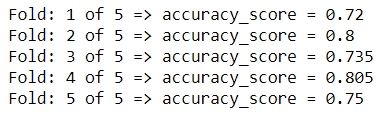 Fold: 1 of 5 => accuracy_score = 0.72
Fold: 2 of 5 => accuracy_score = 0.8
Fold: 3 of 5 => accuracy_score = 0.735
Fold: 4 of 5 => accuracy_score = 0.805
Fold: 5 of 5 => accuracy_score = 0.75